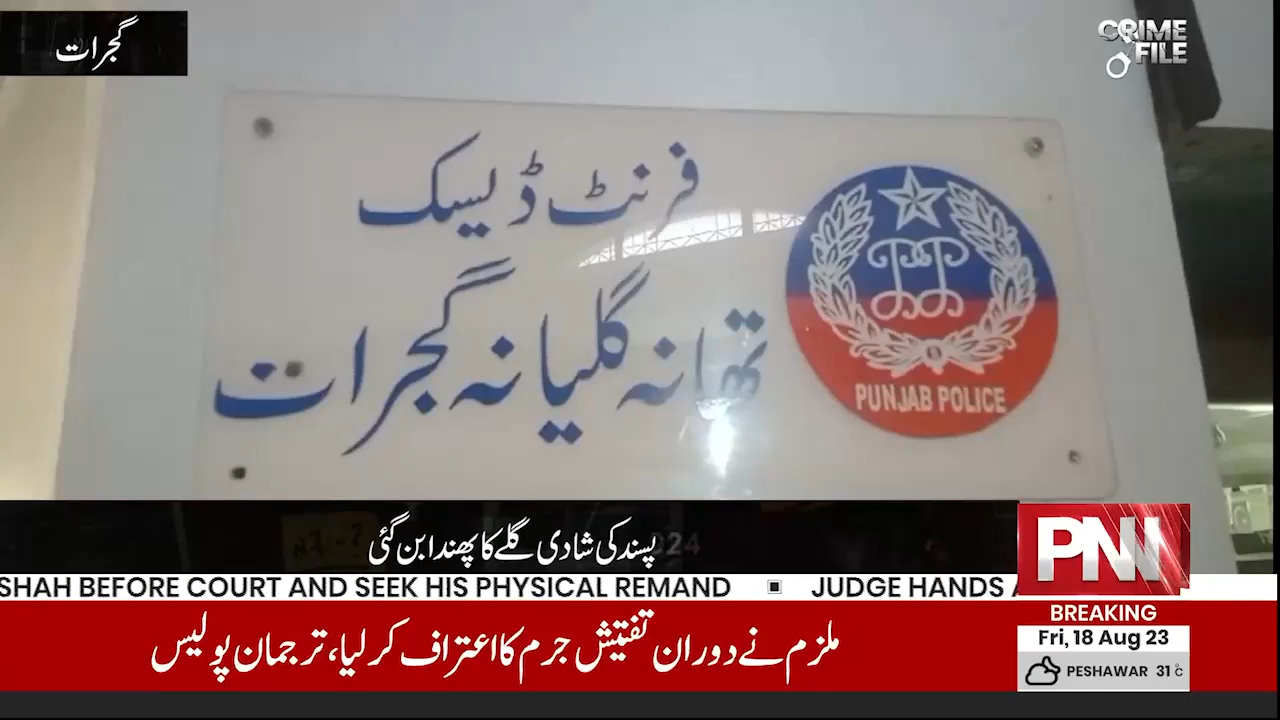 گجرات
CRIME
FILE
فرنٹ ڈیسک
تھانہ گلیانہ گجرات
PUNJAB POLICE
پسند کی شادی گلے کا پھندا بن گئی
PNN
SHAH BEFORE COURT AND SEEK HIS PHYSICAL REMAND
JUDGE HANDS
BREAKING
ملزم نے دوران تفتیش جرم کا اعتراف کر لیا، ترجمان پولیس
Fri, 18 Aug 23
PESHAWAR 31°C